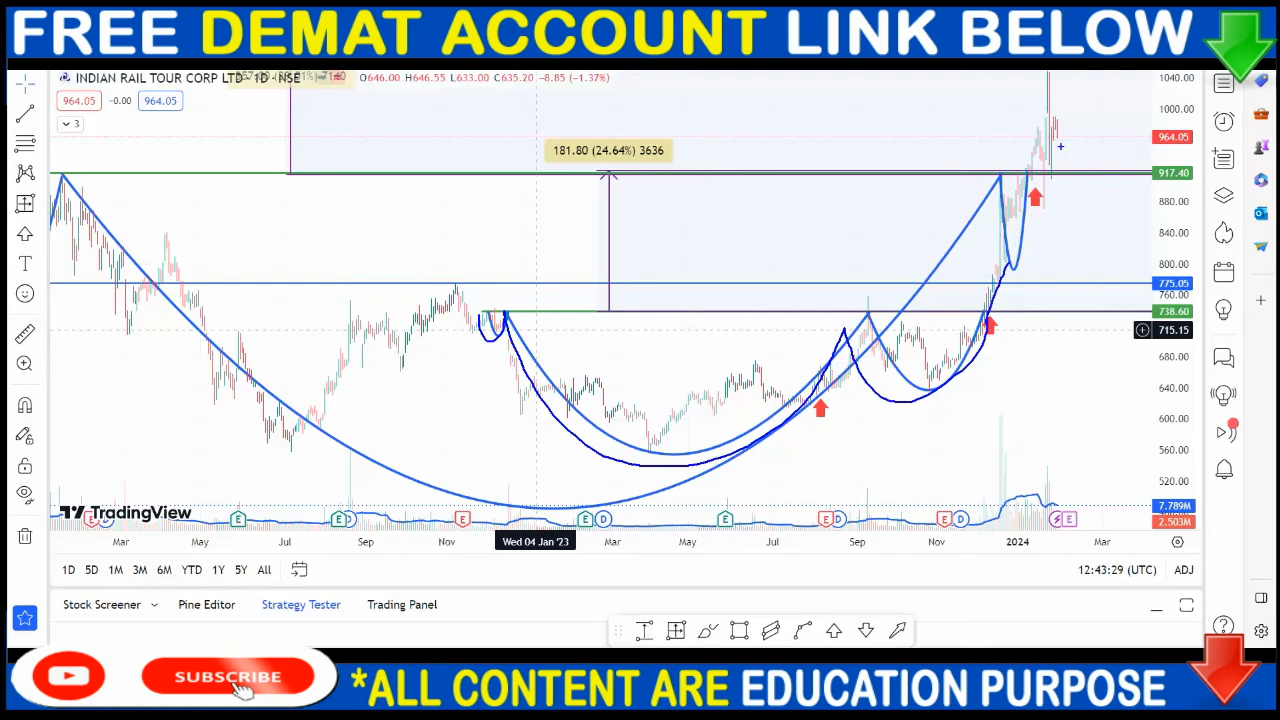 FREE DEMAT ACCOUNT LINK BELOW
INDIAN RAIL TOUR CORP LTD · 1D · NSE O646.00 H646.55 L633.00 C635.20 -8.85 (-1.37%)
964.05 -0.00 964.05
3
181.80 (24.64%) 3636
1040.00
1000.00
964.05
917.40
880.00
840.00
800.00
775.05
760.00
738.60
715.15
680.00
640.00
600.00
560.00
520.00
7.789M
2.503M
TradingView
E D E E D E E D E E D E D E
Mar May Jul Sep Nov Wed 04 Jan '23 Mar May Jul Sep Nov 2024 Mar
1D 5D 1M 3M 6M YTD 1Y 5Y All 12:43:29 (UTC) ADJ
Stock Screener Pine Editor Strategy Tester Trading Panel
SUBSCRIBE
*ALL CONTENT ARE EDUCATION PURPOSE